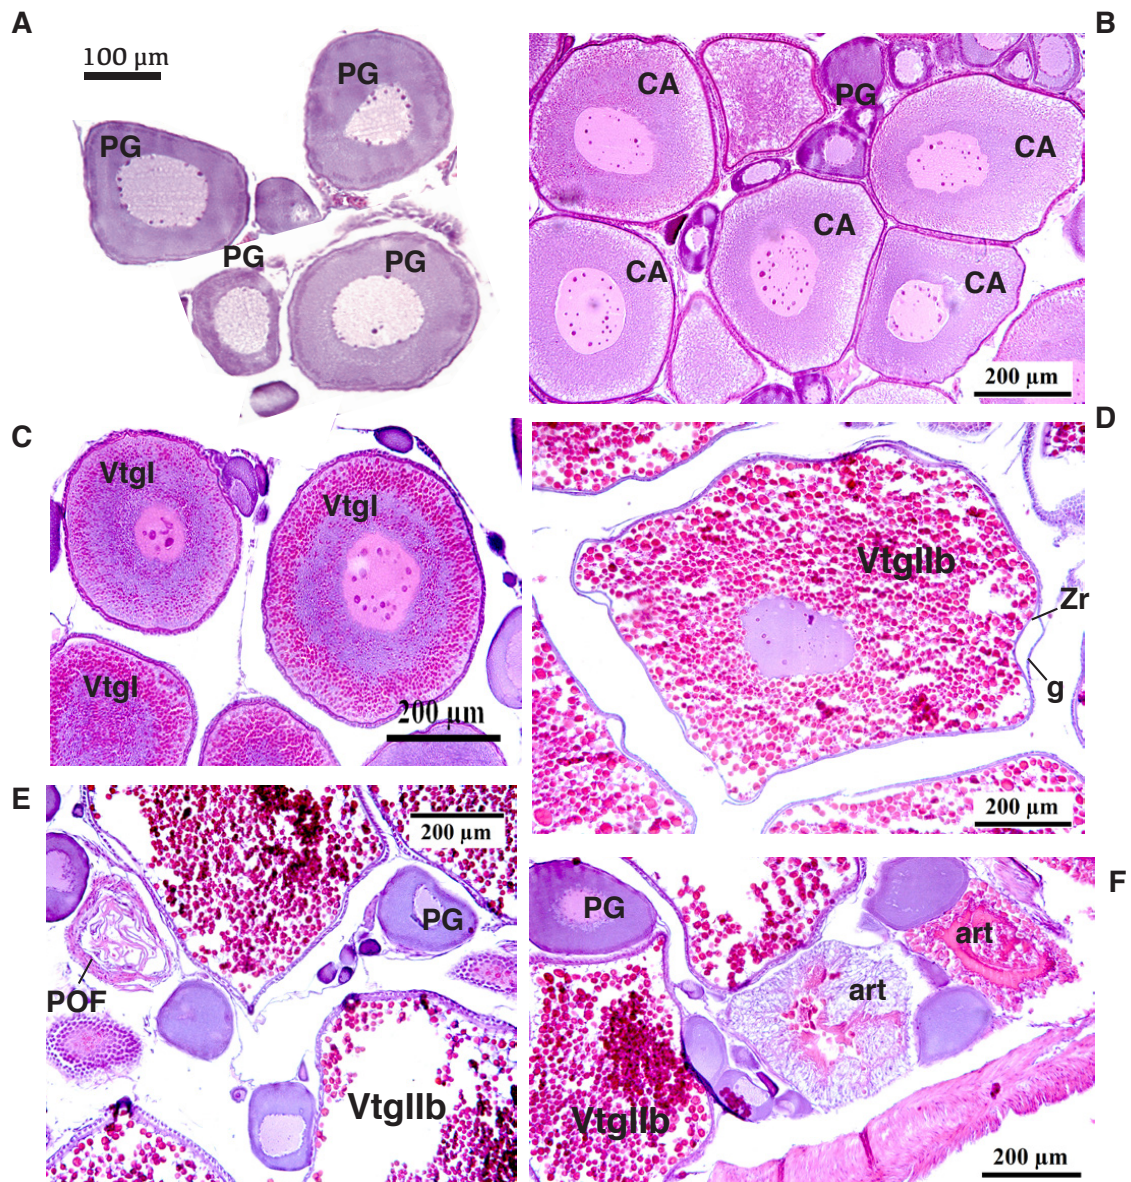 A
100 μm
PG
PG
PG
PG
B
CA
PG
CA
CA
CA
CA
200 μm
C
VtgI
VtgI
VtgI
200 μm
D
VtgIIb
Zr
g
200 μm
E
200 μm
PG
POF
VtgIIb
F
PG
art
art
VtgIIb
200 μm